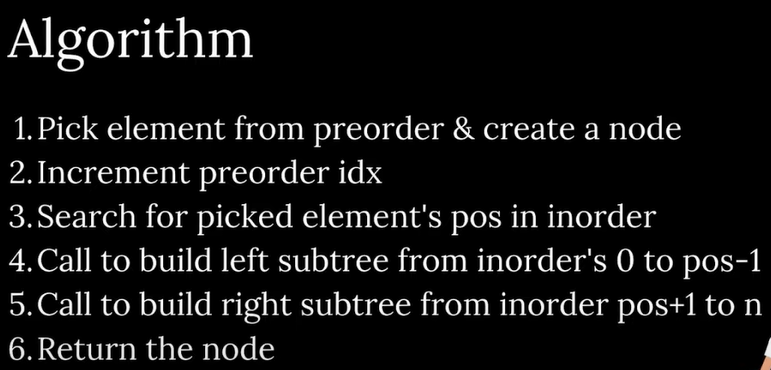 Algorithm
1. Pick element from preorder & create a node
2. Increment preorder idx
3. Search for picked element's pos in inorder
4. Call to build left subtree from inorder's 0 to pos-1
5. Call to build right subtree from inorder pos+1 to n
6. Return the node